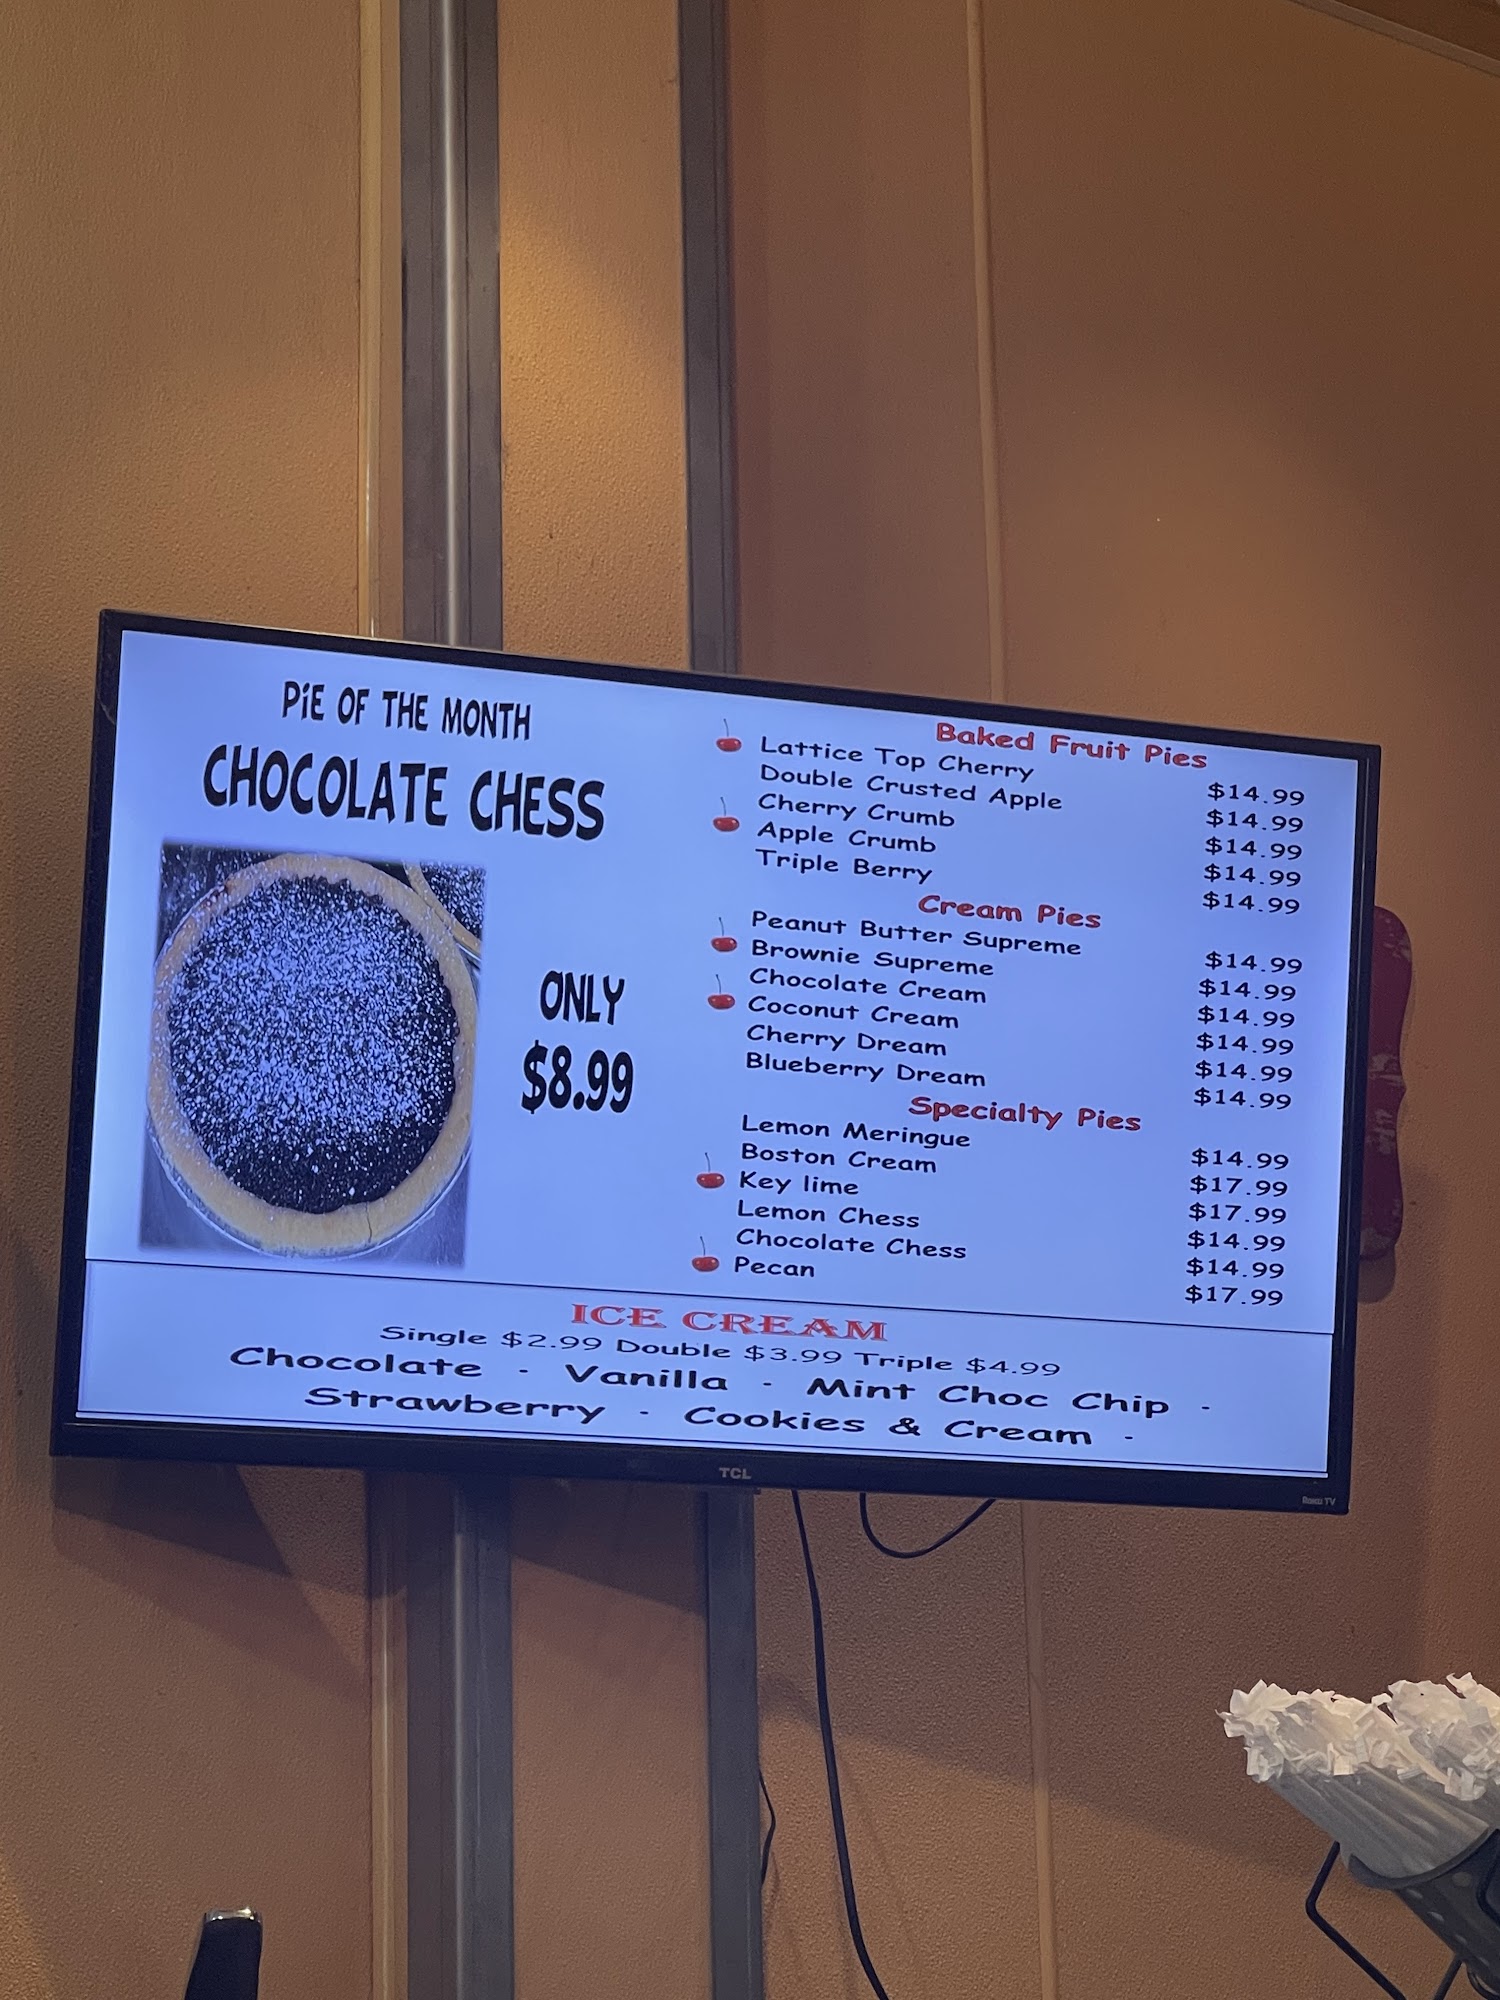 PiE OF THE MONTH
CHOCOLATE CHESS
ONLY
$8.99
Baked Fruit Pies
Lattice Top Cherry $14.99
Double Crusted Apple $14.99
Cherry Crumb $14.99
Apple Crumb $14.99
Triple Berry $14.99
Cream Pies
Peanut Butter Supreme $14.99
Brownie Supreme $14.99
Chocolate Cream $14.99
Coconut Cream $14.99
Cherry Dream $14.99
Blueberry Dream $14.99
Specialty Pies
Lemon Meringue $14.99
Boston Cream $17.99
Key lime $17.99
Lemon Chess $14.99
Chocolate Chess $14.99
Pecan $17.99
ICE CREAM
Single $2.99 Double $3.99 Triple $4.99
Chocolate - Vanilla - Mint Choc Chip -
Strawberry - Cookies & Cream -
TCL
Roku TV